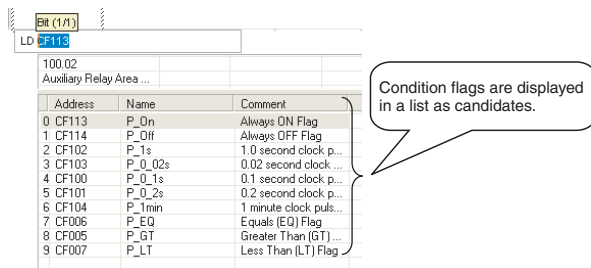 Bit (1/1)
LD CF113
100.02
Auxiliary Relay Area ...
Address Name Comment
0 CF113 P_On Always ON Flag
1 CF114 P_Off Always OFF Flag
2 CF102 P_1s 1.0 second clock p...
3 CF103 P_0_02s 0.02 second clock ...
4 CF100 P_0_1s 0.1 second clock p...
5 CF101 P_0_2s 0.2 second clock p...
6 CF104 P_1min 1 minute clock puls...
7 CF006 P_EQ Equals (EQ) Flag
8 CF005 P_GT Greater Than (GT) ...
9 CF007 P_LT Less Than (LT) Flag
Condition flags are displayed
in a list as candidates.